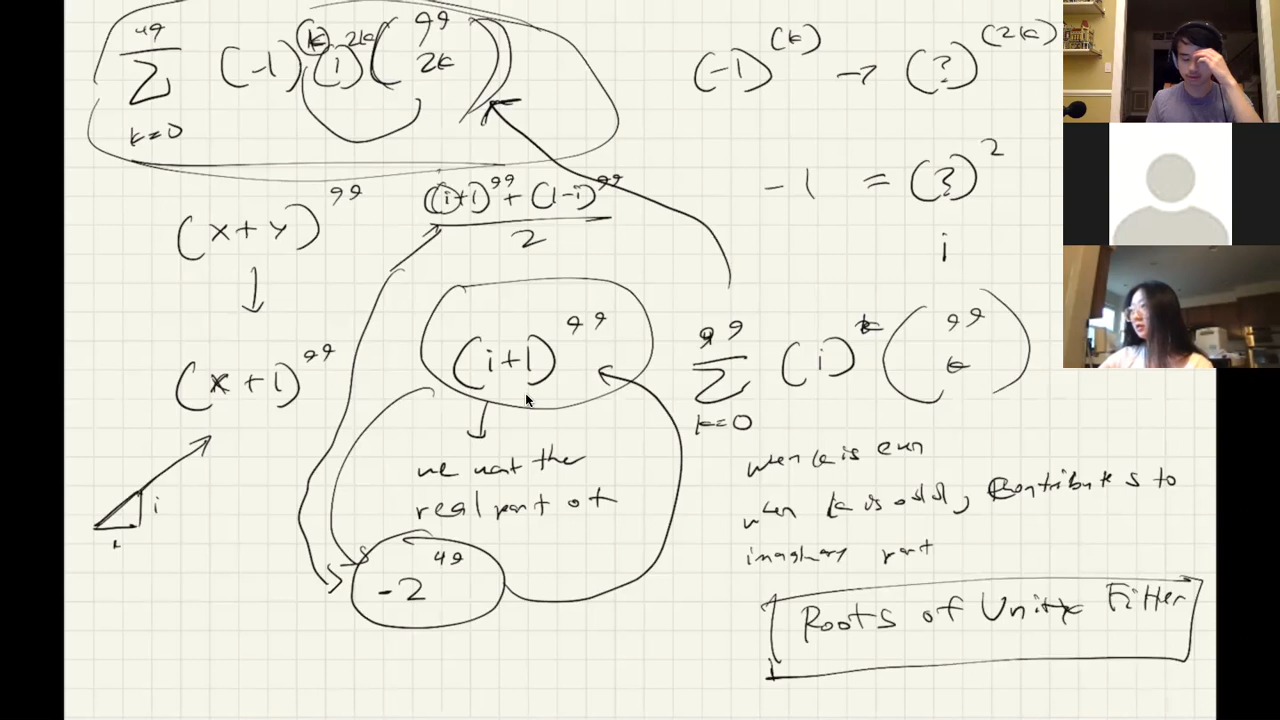 49
∑ (-1)^(k) (1)^2k ( 99 2k )
k=0
(-1)^(k) → (?)^(2k)
-1 = (?)^2
i
(x+y)^99
↓
(x+1)^99
i
1
((i+1)^99 + (1-i)^99
2
(i+1)^99
we want the
real part of
-2^49
99
∑ (i)^k ( 99 k )
k=0
when k is even
when k is odd, contributes to
imaginary part
Roots of Unity Filter